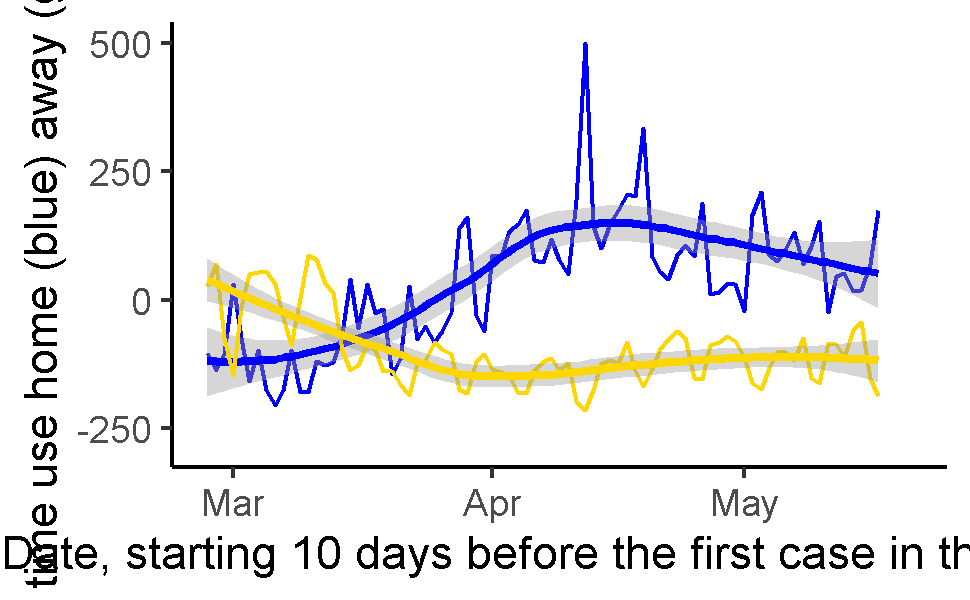 time use home (blue) away (
500
250
0
-250
Mar Apr May
Date, starting 10 days before the first case in th